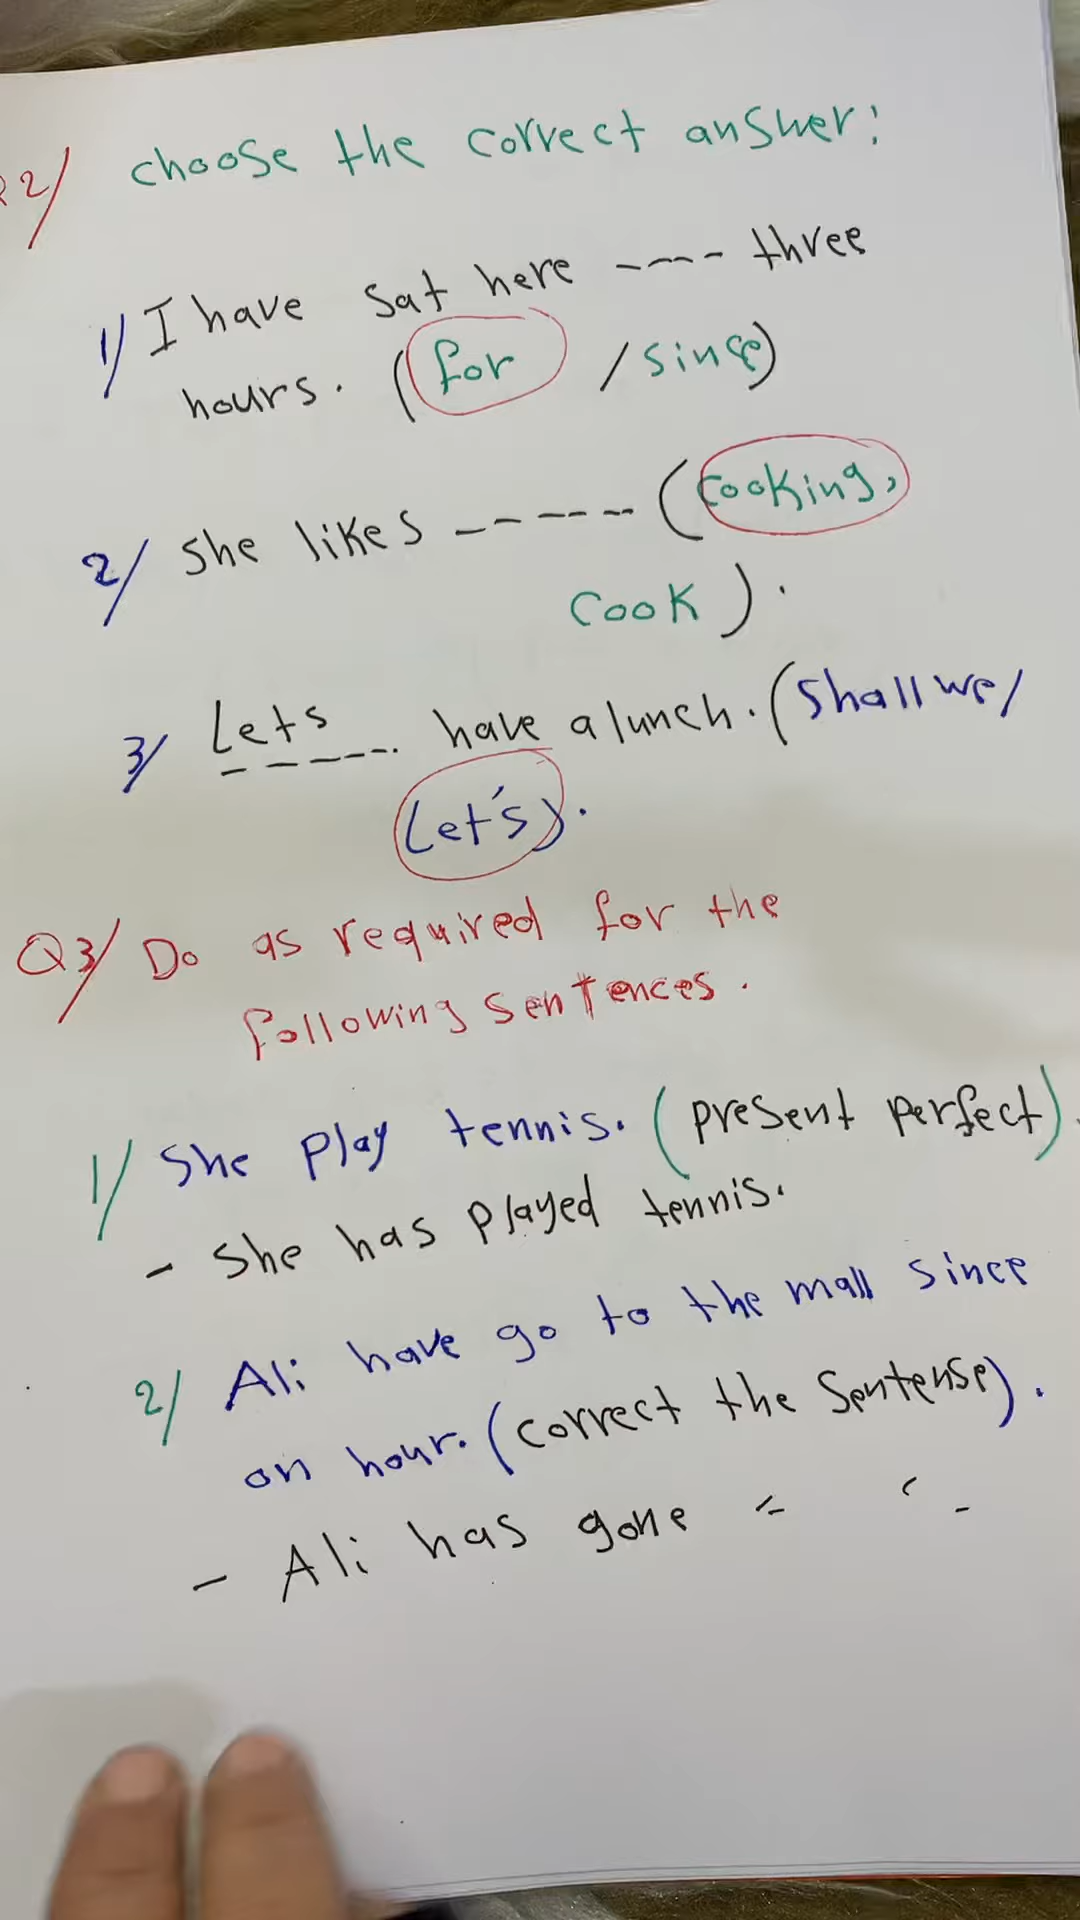 2/ choose the correct answer:
1/ I have sat here ---- three
hours. (for / since)
2/ She likes ------ (cooking,
cook).
3/ Lets ------ have a lunch. (Shall we/
Let's).
Q3/ Do as required for the
following sentences.
1/ She play tennis. (present perfect).
- She has played tennis.
2/ Ali have go to the mall since
an hour. (correct the Sentense).
- Ali has gone = " -